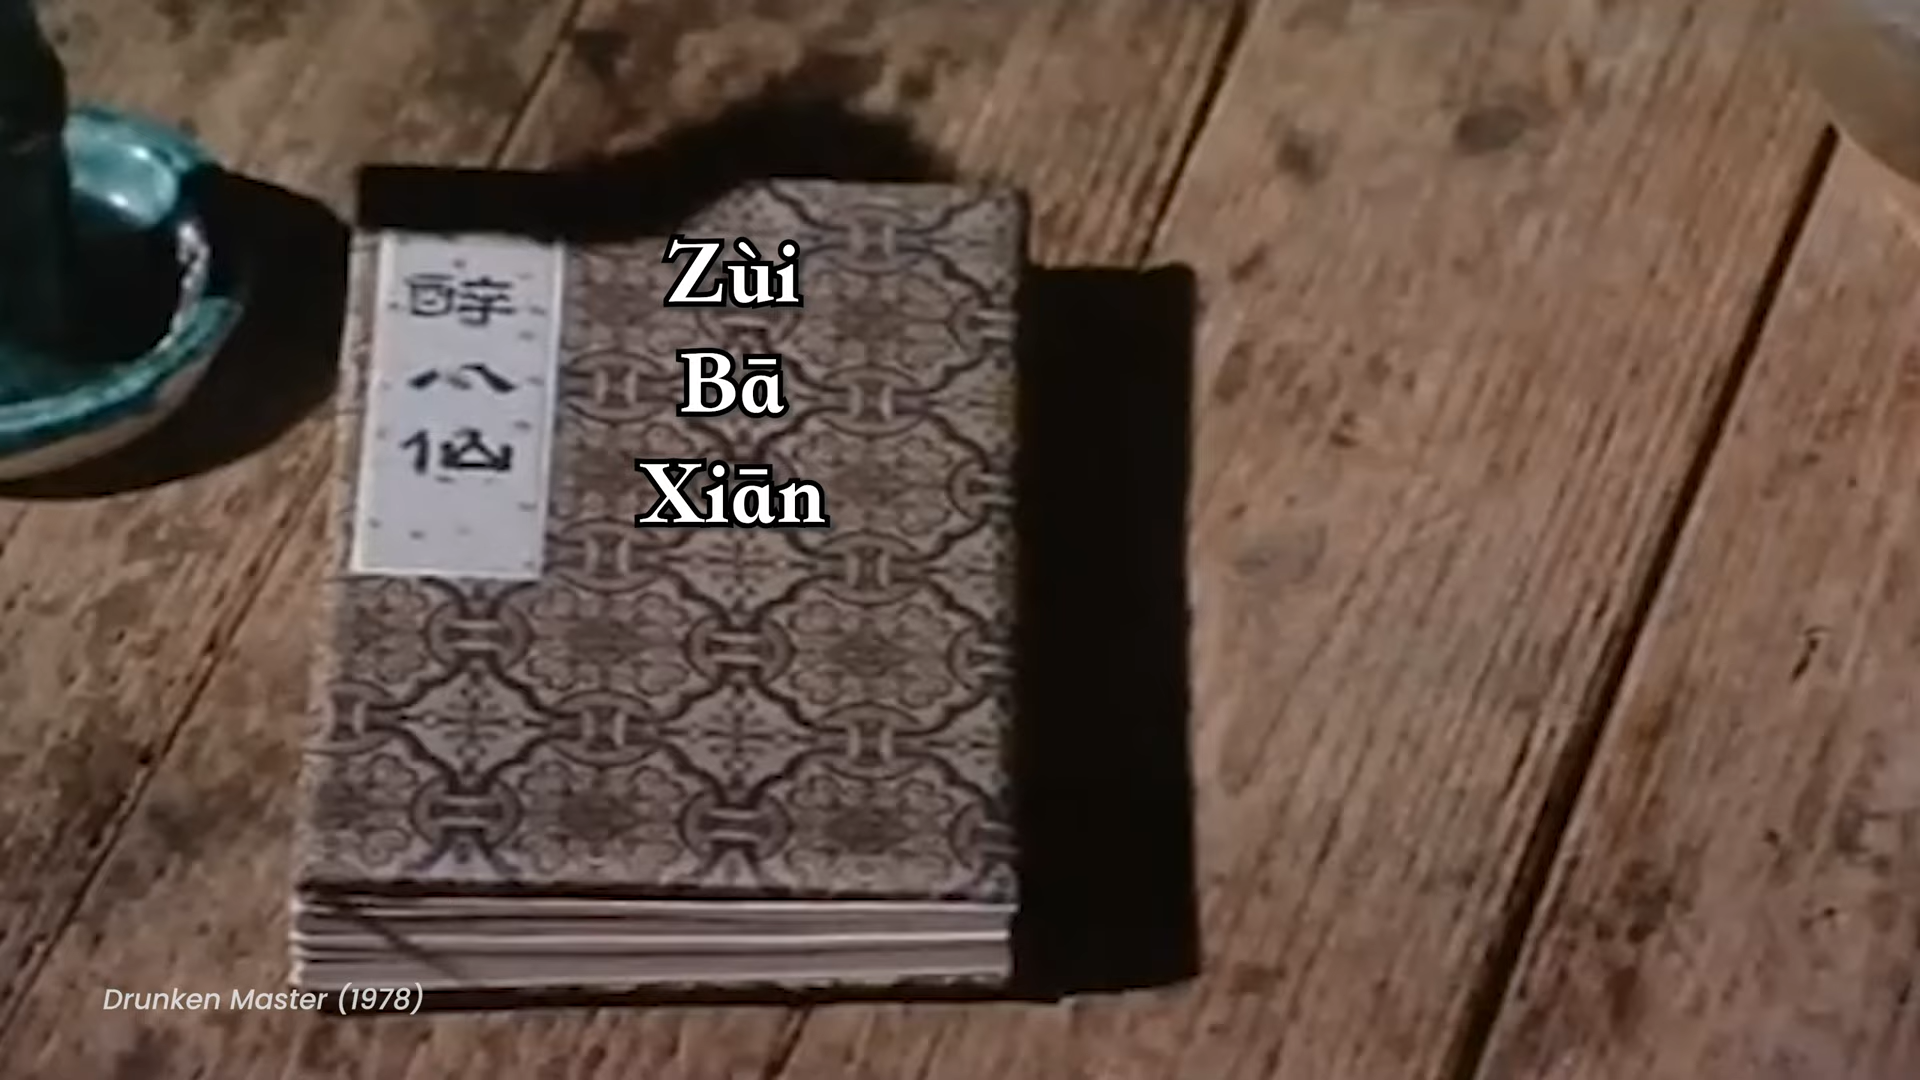 醉
八
仙
Zùi
Bā
Xiān
Drunken Master (1978)